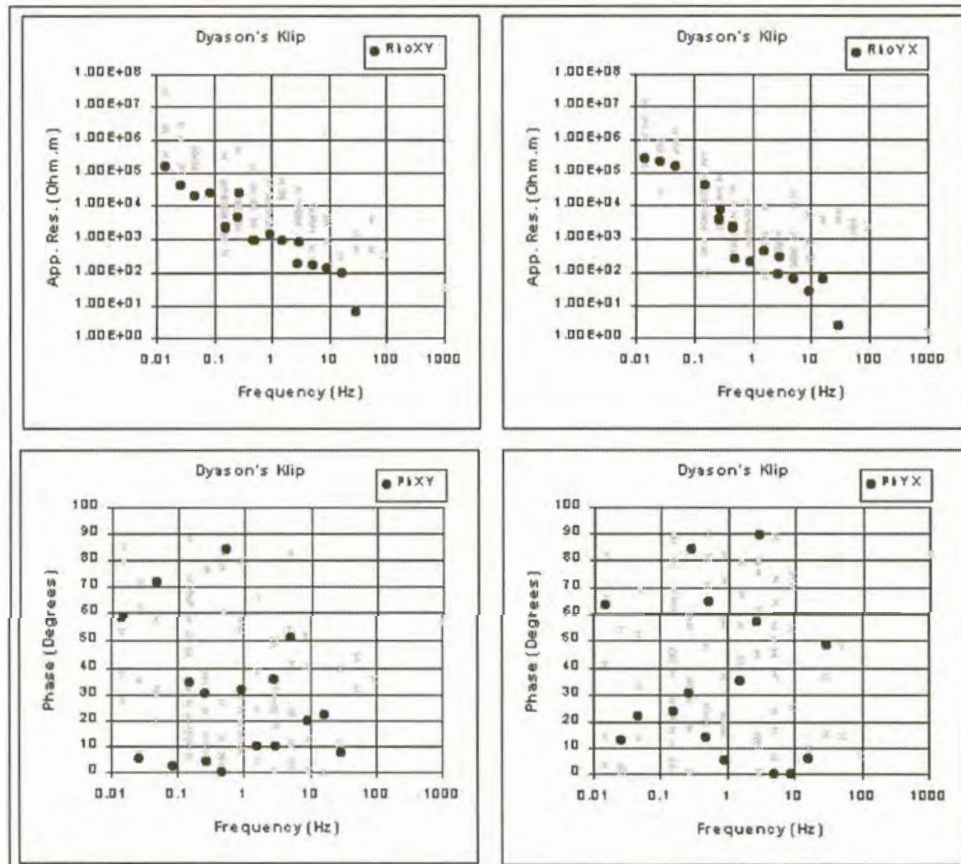 Dyason's Klip
RhoXY
1.00E+08
1.00E+07
1.00E+06
1.00E+05
1.00E+04
1.00E+03
1.00E+02
1.00E+01
1.00E+00
App. Res. (Ohm.m)
0.01 0.1 1 10 100 1000
Frequency (Hz)
Dyason's Klip
RhoYX
1.00E+08
1.00E+07
1.00E+06
1.00E+05
1.00E+04
1.00E+03
1.00E+02
1.00E+01
1.00E+00
App. Res. (Ohm.m)
0.01 0.1 1 10 100 1000
Frequency (Hz)
Dyason's Klip
PhXY
100
90
80
70
60
50
40
30
20
10
0
Phase (Degrees)
0.01 0.1 1 10 100 1000
Frequency (Hz)
Dyason's Klip
PhYX
100
90
80
70
60
50
40
30
20
10
0
Phase (Degrees)
0.01 0.1 1 10 100 1000
Frequency (Hz)